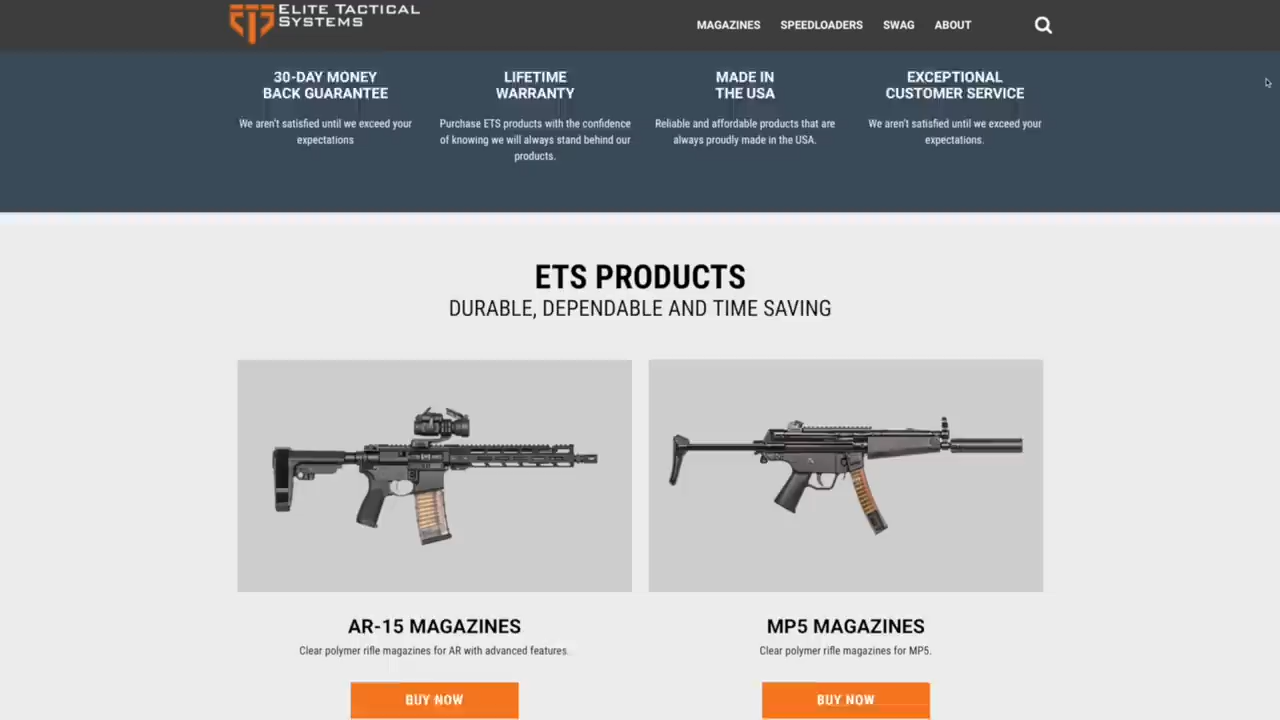 ELITE TACTICAL
SYSTEMS
MAGAZINES SPEEDLOADERS SWAG ABOUT
30-DAY MONEY
BACK GUARANTEE
We aren't satisfied until we exceed your
expectations
LIFETIME
WARRANTY
Purchase ETS products with the confidence
of knowing we will always stand behind our
products.
MADE IN
THE USA
Reliable and affordable products that are
always proudly made in the USA.
EXCEPTIONAL
CUSTOMER SERVICE
We aren't satisfied until we exceed your
expectations.
ETS PRODUCTS
DURABLE, DEPENDABLE AND TIME SAVING
AR-15 MAGAZINES
Clear polymer rifle magazines for AR with advanced features.
BUY NOW
MP5 MAGAZINES
Clear polymer rifle magazines for MP5.
BUY NOW